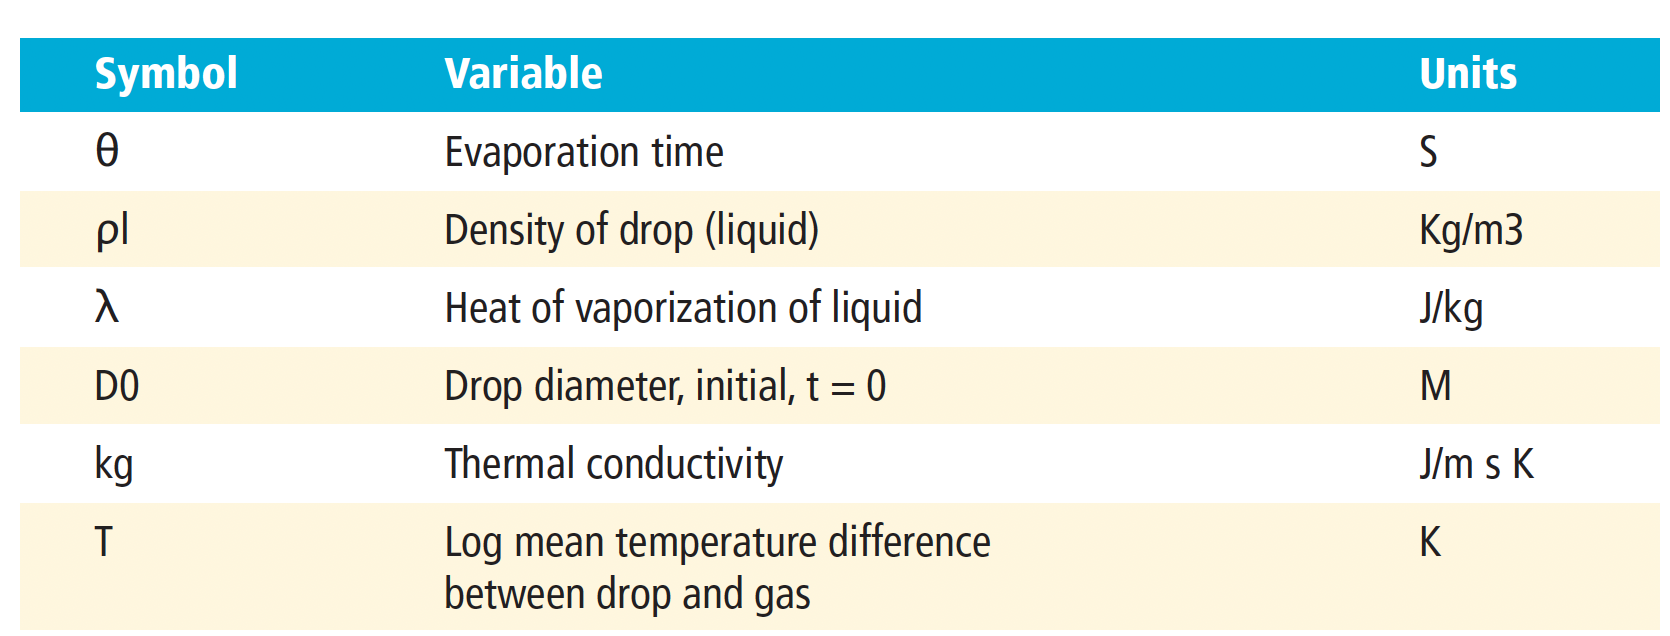 Symbol Variable Units
θ Evaporation time S
ρl Density of drop (liquid) Kg/m3
λ Heat of vaporization of liquid J/kg
D0 Drop diameter, initial, t = 0 M
kg Thermal conductivity J/m s K
T Log mean temperature difference K
between drop and gas